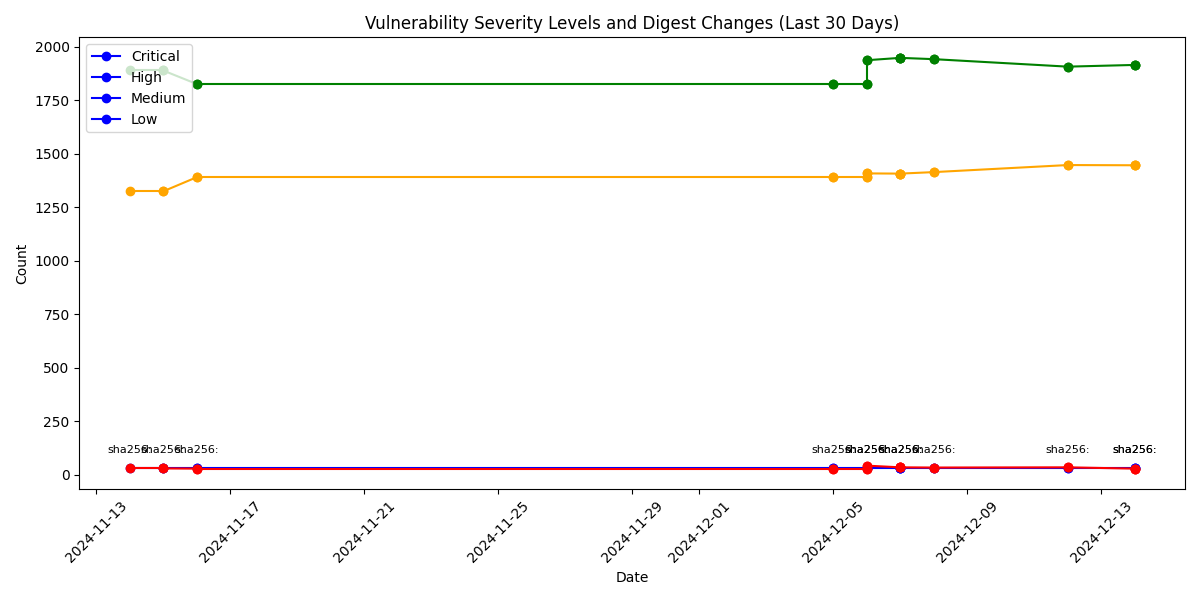 Vulnerability Severity Levels and Digest Changes (Last 30 Days)
Critical
High
Medium
Low
Count
2000
1750
1500
1250
1000
750
500
250
0
sha256:
sha256:
sha256:
sha256:
sha256:
sha256:
sha256:
sha256:
sha256:
2024-11-13
2024-11-17
2024-11-21
2024-11-25
2024-11-29
2024-12-01
2024-12-05
2024-12-09
2024-12-13
Date